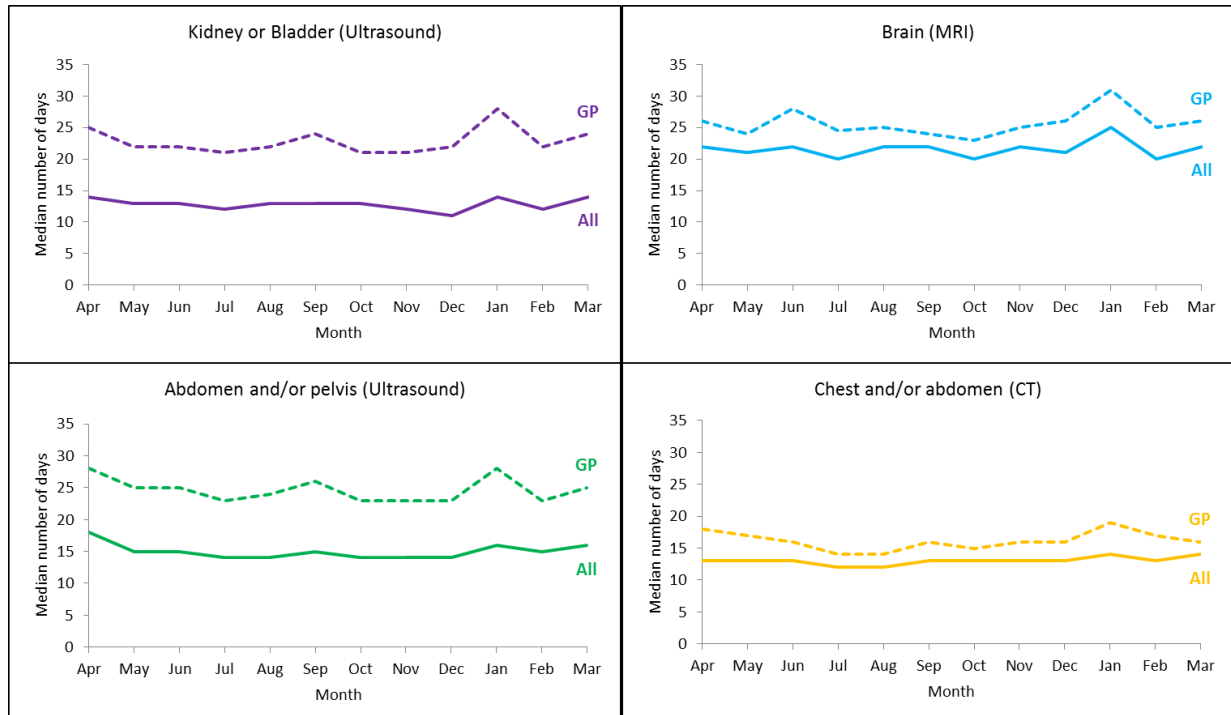 Kidney or Bladder (Ultrasound)
Median number of days
35
30
25
20
15
10
5
0
GP
All
Apr May Jun Jul Aug Sep Oct Nov Dec Jan Feb Mar
Month
Brain (MRI)
Median number of days
35
30
25
20
15
10
5
0
GP
All
Apr May Jun Jul Aug Sep Oct Nov Dec Jan Feb Mar
Month
Abdomen and/or pelvis (Ultrasound)
Median number of days
35
30
25
20
15
10
5
0
GP
All
Apr May Jun Jul Aug Sep Oct Nov Dec Jan Feb Mar
Month
Chest and/or abdomen (CT)
Median number of days
35
30
25
20
15
10
5
0
GP
All
Apr May Jun Jul Aug Sep Oct Nov Dec Jan Feb Mar
Month